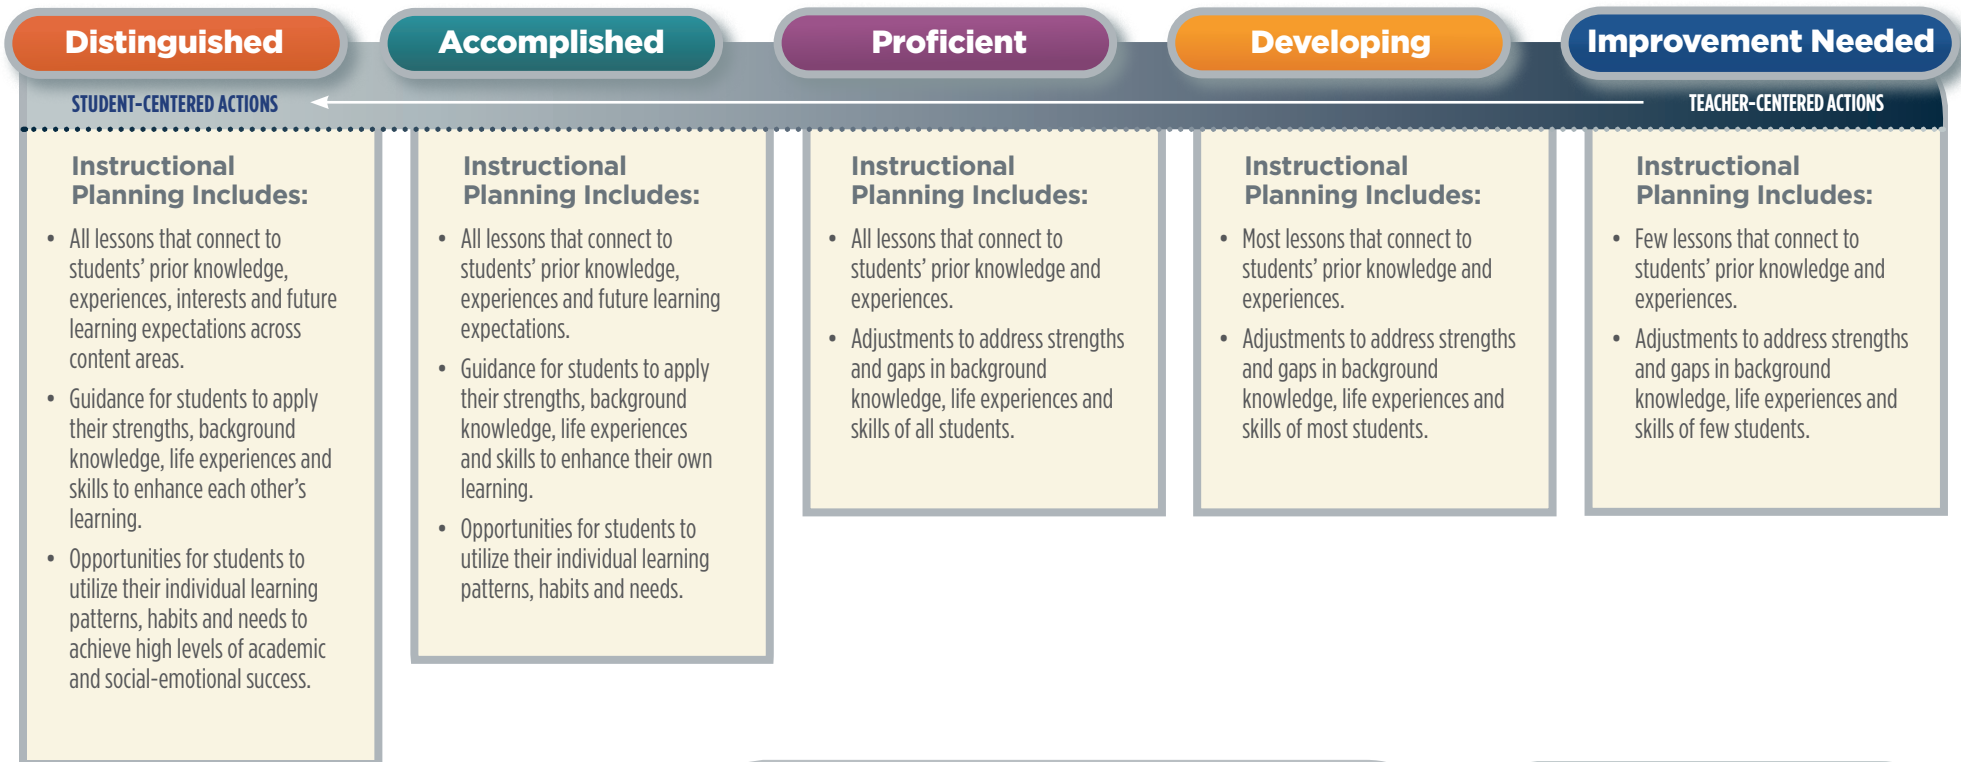 Distinguished
Accomplished
Proficient
Developing
Improvement Needed
STUDENT-CENTERED ACTIONS
TEACHER-CENTERED ACTIONS
Instructional
Planning Includes:
• All lessons that connect to
students’ prior knowledge,
experiences, interests and future
learning expectations across
content areas.
• Guidance for students to apply
their strengths, background
knowledge, life experiences and
skills to enhance each other’s
learning.
• Opportunities for students to
utilize their individual learning
patterns, habits and needs to
achieve high levels of academic
and social-emotional success.
Instructional
Planning Includes:
• All lessons that connect to
students’ prior knowledge,
experiences and future learning
expectations.
• Guidance for students to apply
their strengths, background
knowledge, life experiences
and skills to enhance their own
learning.
• Opportunities for students to
utilize their individual learning
patterns, habits and needs.
Instructional
Planning Includes:
• All lessons that connect to
students’ prior knowledge and
experiences.
• Adjustments to address strengths
and gaps in background
knowledge, life experiences and
skills of all students.
Instructional
Planning Includes:
• Most lessons that connect to
students’ prior knowledge and
experiences.
• Adjustments to address strengths
and gaps in background
knowledge, life experiences and
skills of most students.
Instructional
Planning Includes:
• Few lessons that connect to
students’ prior knowledge and
experiences.
• Adjustments to address strengths
and gaps in background
knowledge, life experiences and
skills of few students.